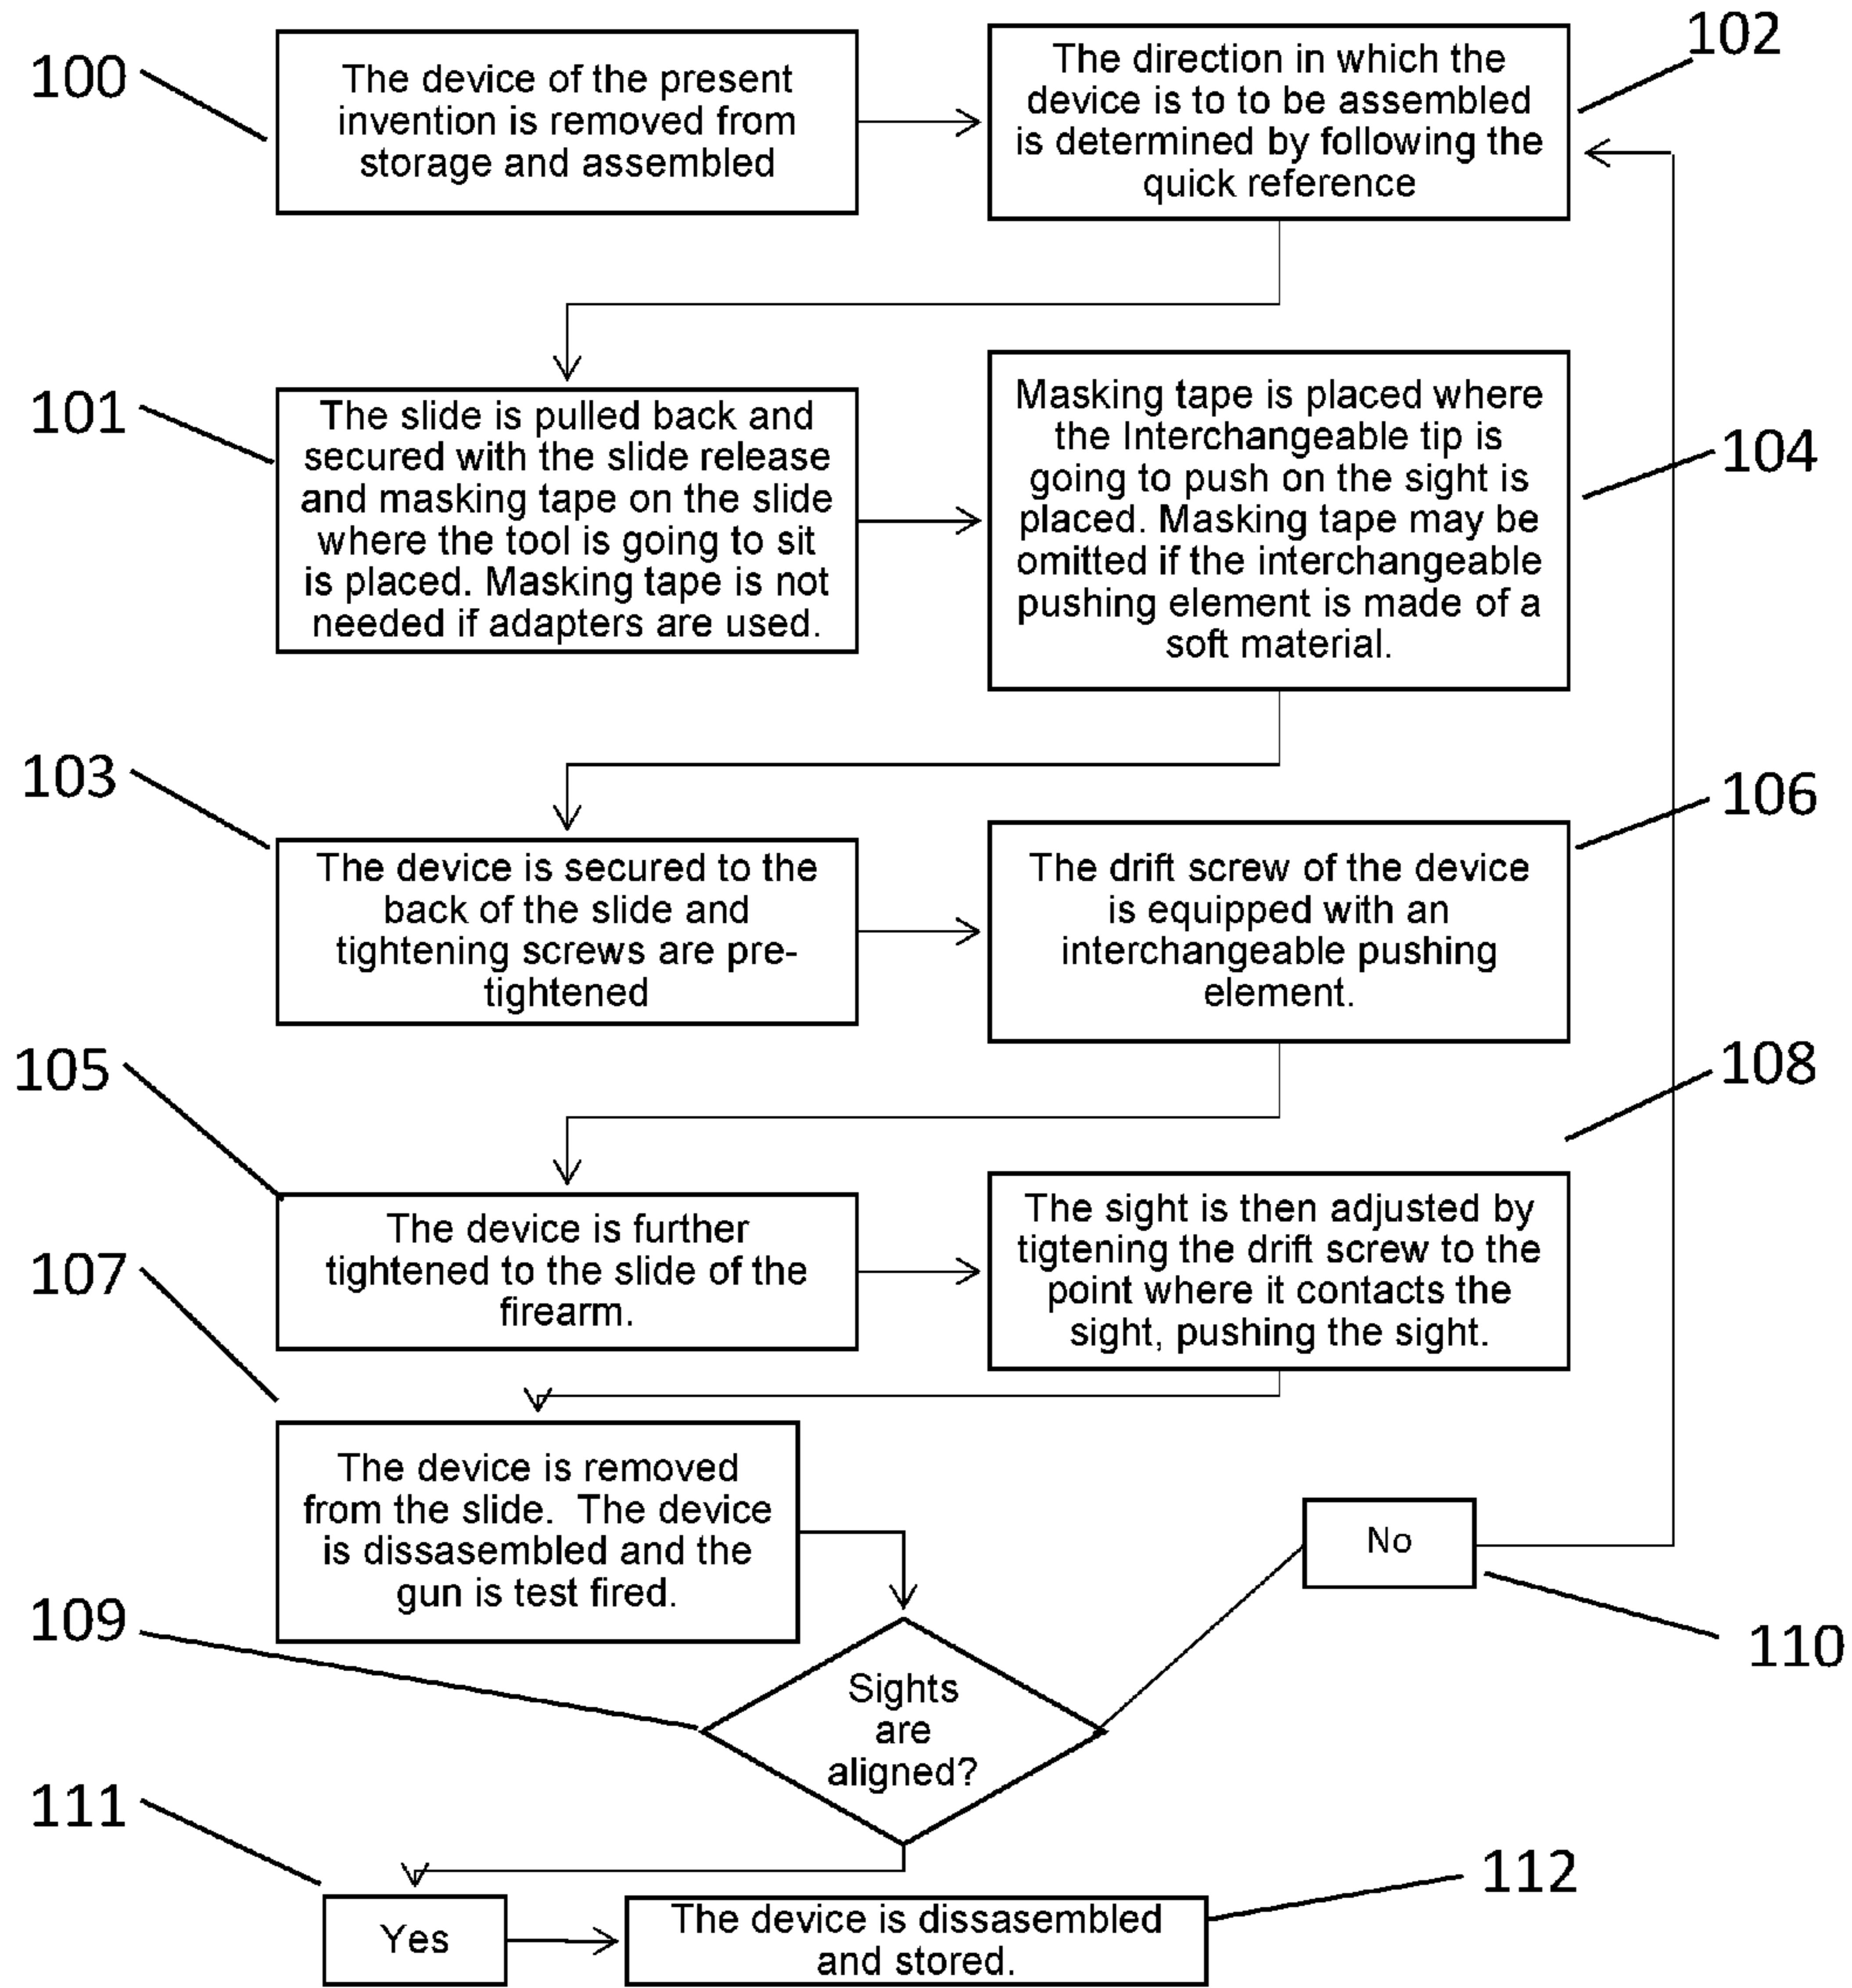 100
The device of the present
invention is removed from
storage and assembled
102
The direction in which the
device is to to be assembled
is determined by following the
quick reference
101
The slide is pulled back and
secured with the slide release
and masking tape on the slide
where the tool is going to sit
is placed. Masking tape is not
needed if adapters are used.
104
Masking tape is placed where
the Interchangeable tip is
going to push on the sight is
placed. Masking tape may be
omitted if the interchangeable
pushing element is made of a
soft material.
103
The device is secured to the
back of the slide and
tightening screws are pre-
tightened
106
The drift screw of the device
is equipped with an
interchangeable pushing
element.
105
The device is further
tightened to the slide of the
firearm.
108
The sight is then adjusted by
tigtening the drift screw to the
point where it contacts the
sight, pushing the sight.
107
The device is removed
from the slide.  The device
is dissasembled and the
gun is test fired.
109
Sights
are
aligned?
No
110
111
Yes
112
The device is dissasembled
and stored.